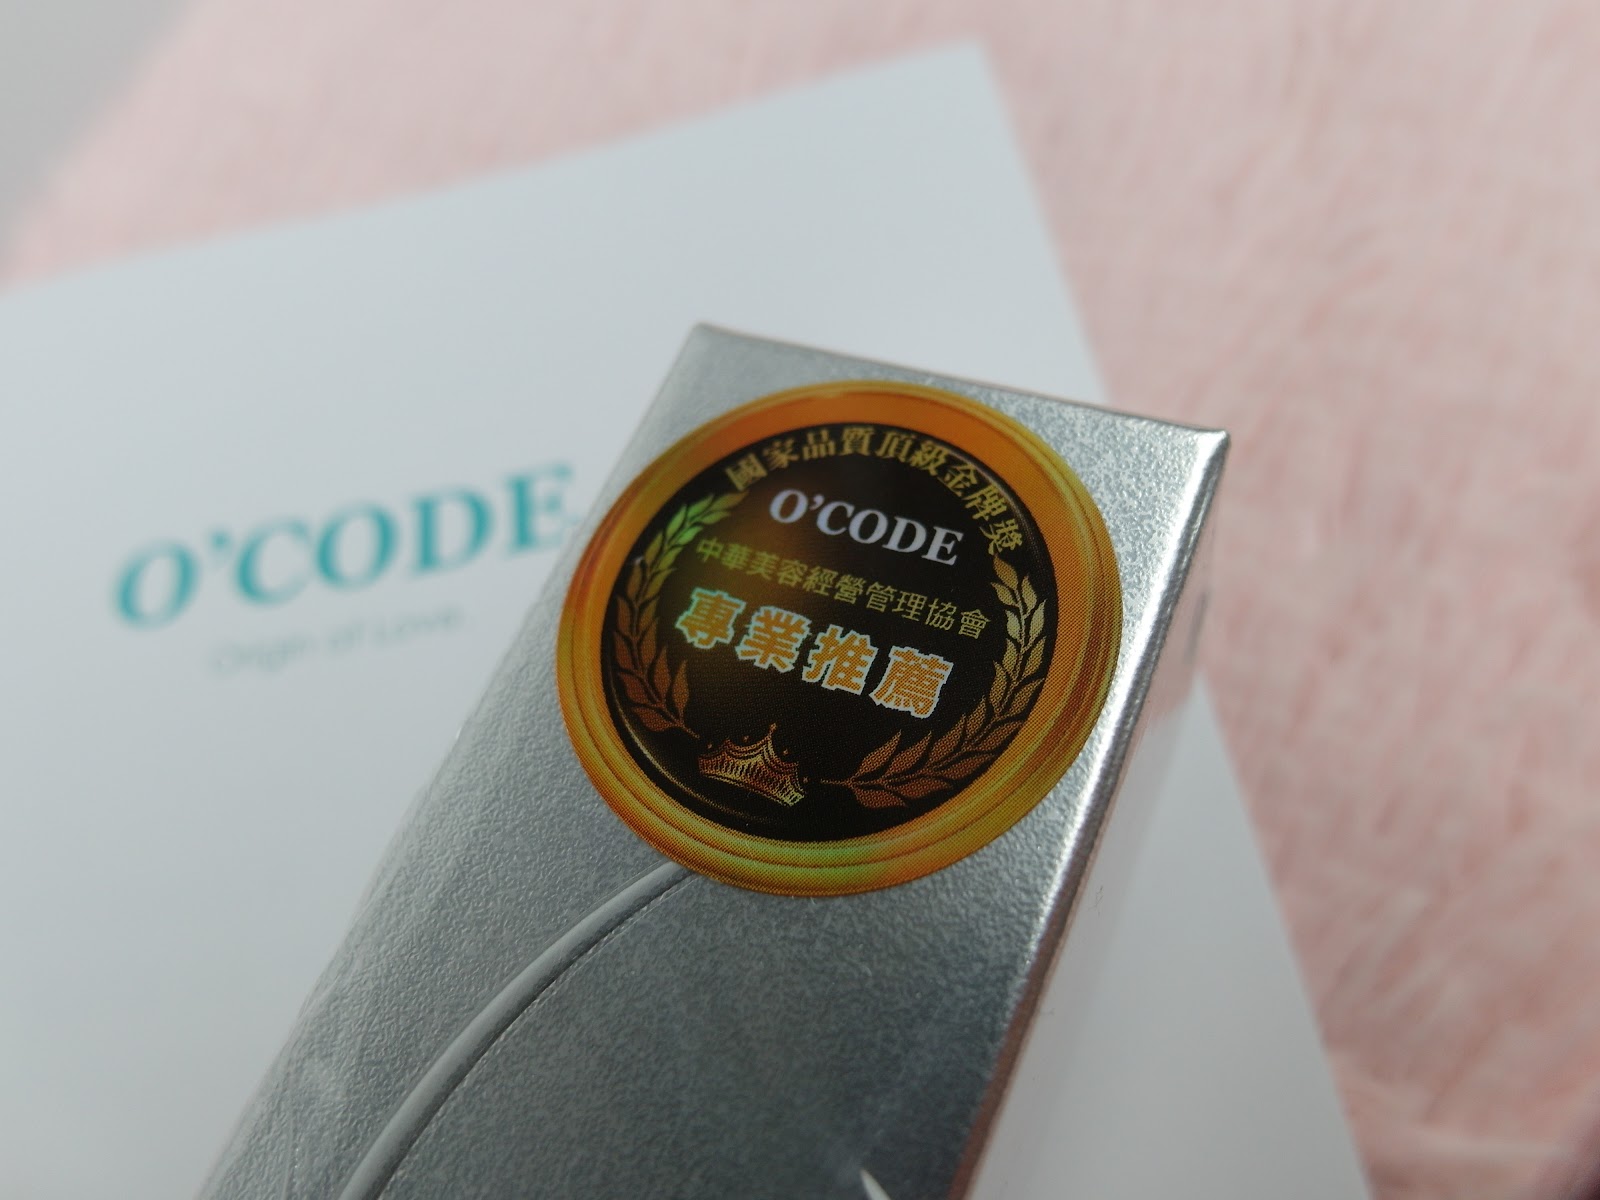 O'CODE
Origin of Love
國家品質頂級金牌獎
O'CODE
中華美容經營管理協會
專業推薦